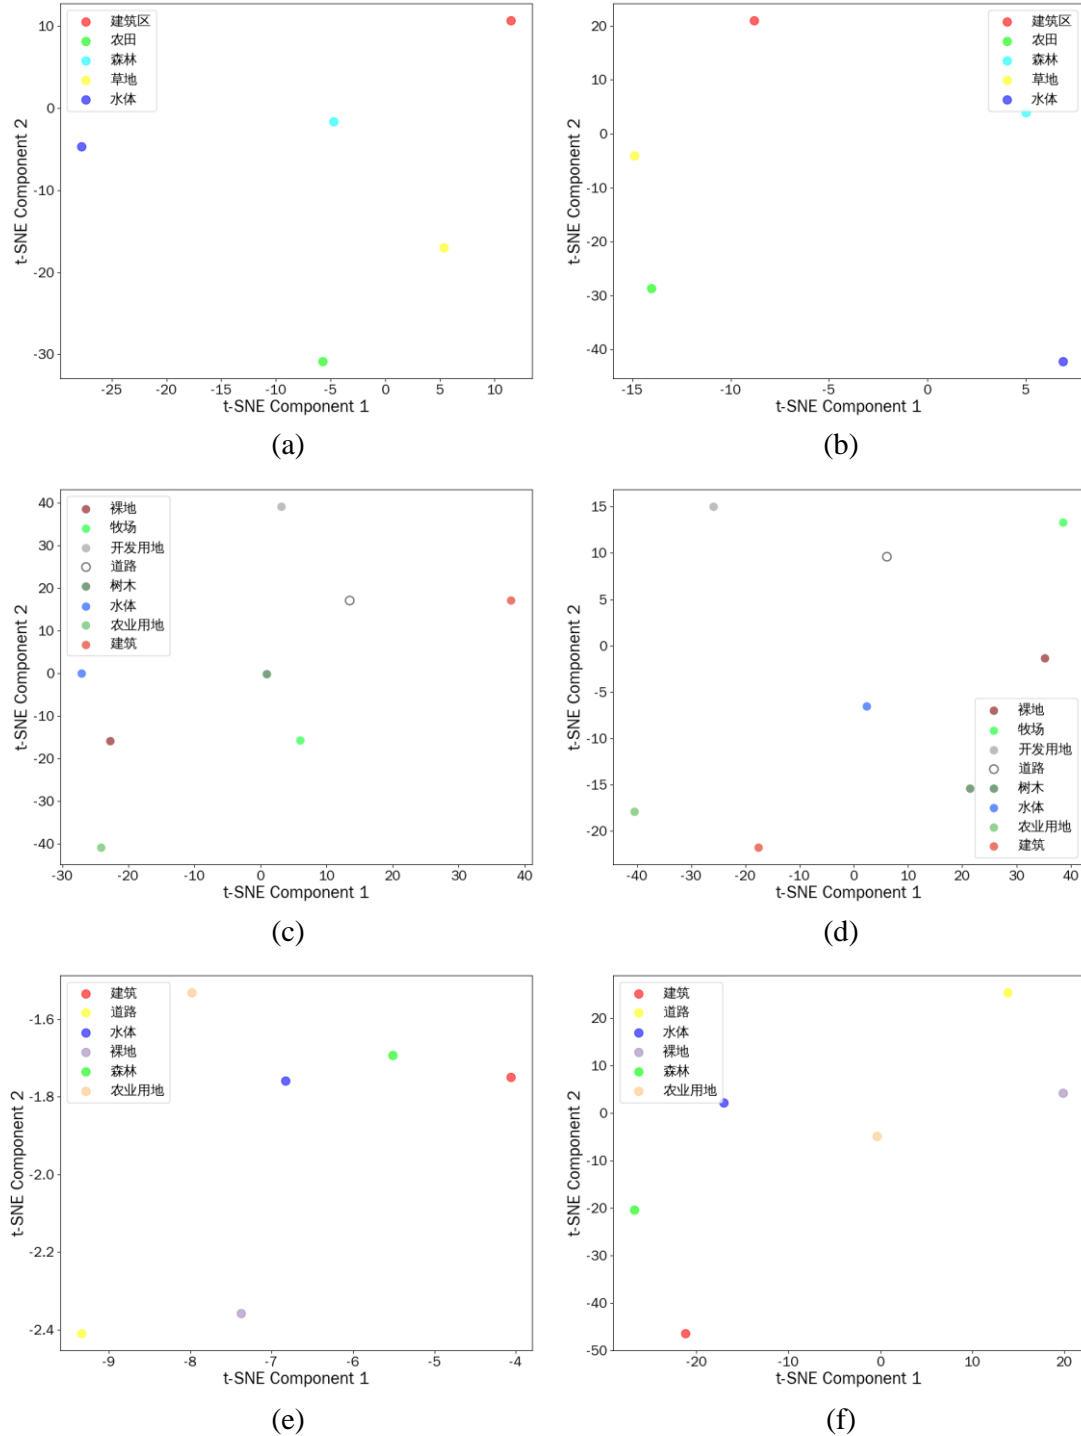 10
0
-10
-20
-30
t-SNE Component 2
建筑区
农田
森林
草地
水体
-25 -20 -15 -10 -5 0 5 10
t-SNE Component 1
(a)
20
10
0
-10
-20
-30
-40
t-SNE Component 2
建筑区
农田
森林
草地
水体
-15 -10 -5 0 5
t-SNE Component 1
(b)
40
30
20
10
0
-10
-20
-30
-40
t-SNE Component 2
裸地
牧场
开发用地
道路
树木
水体
农业用地
建筑
-30 -20 -10 0 10 20 30 40
t-SNE Component 1
(c)
15
10
5
0
-5
-10
-15
-20
t-SNE Component 2
裸地
牧场
开发用地
道路
树木
水体
农业用地
建筑
-40 -30 -20 -10 0 10 20 30 40
t-SNE Component 1
(d)
-1.6
-1.8
-2.0
-2.2
-2.4
t-SNE Component 2
建筑
道路
水体
裸地
森林
农业用地
-9 -8 -7 -6 -5 -4
t-SNE Component 1
(e)
20
10
0
-10
-20
-30
-40
-50
t-SNE Component 2
建筑
道路
水体
裸地
森林
农业用地
-20 -10 0 10 20
t-SNE Component 1
(f)